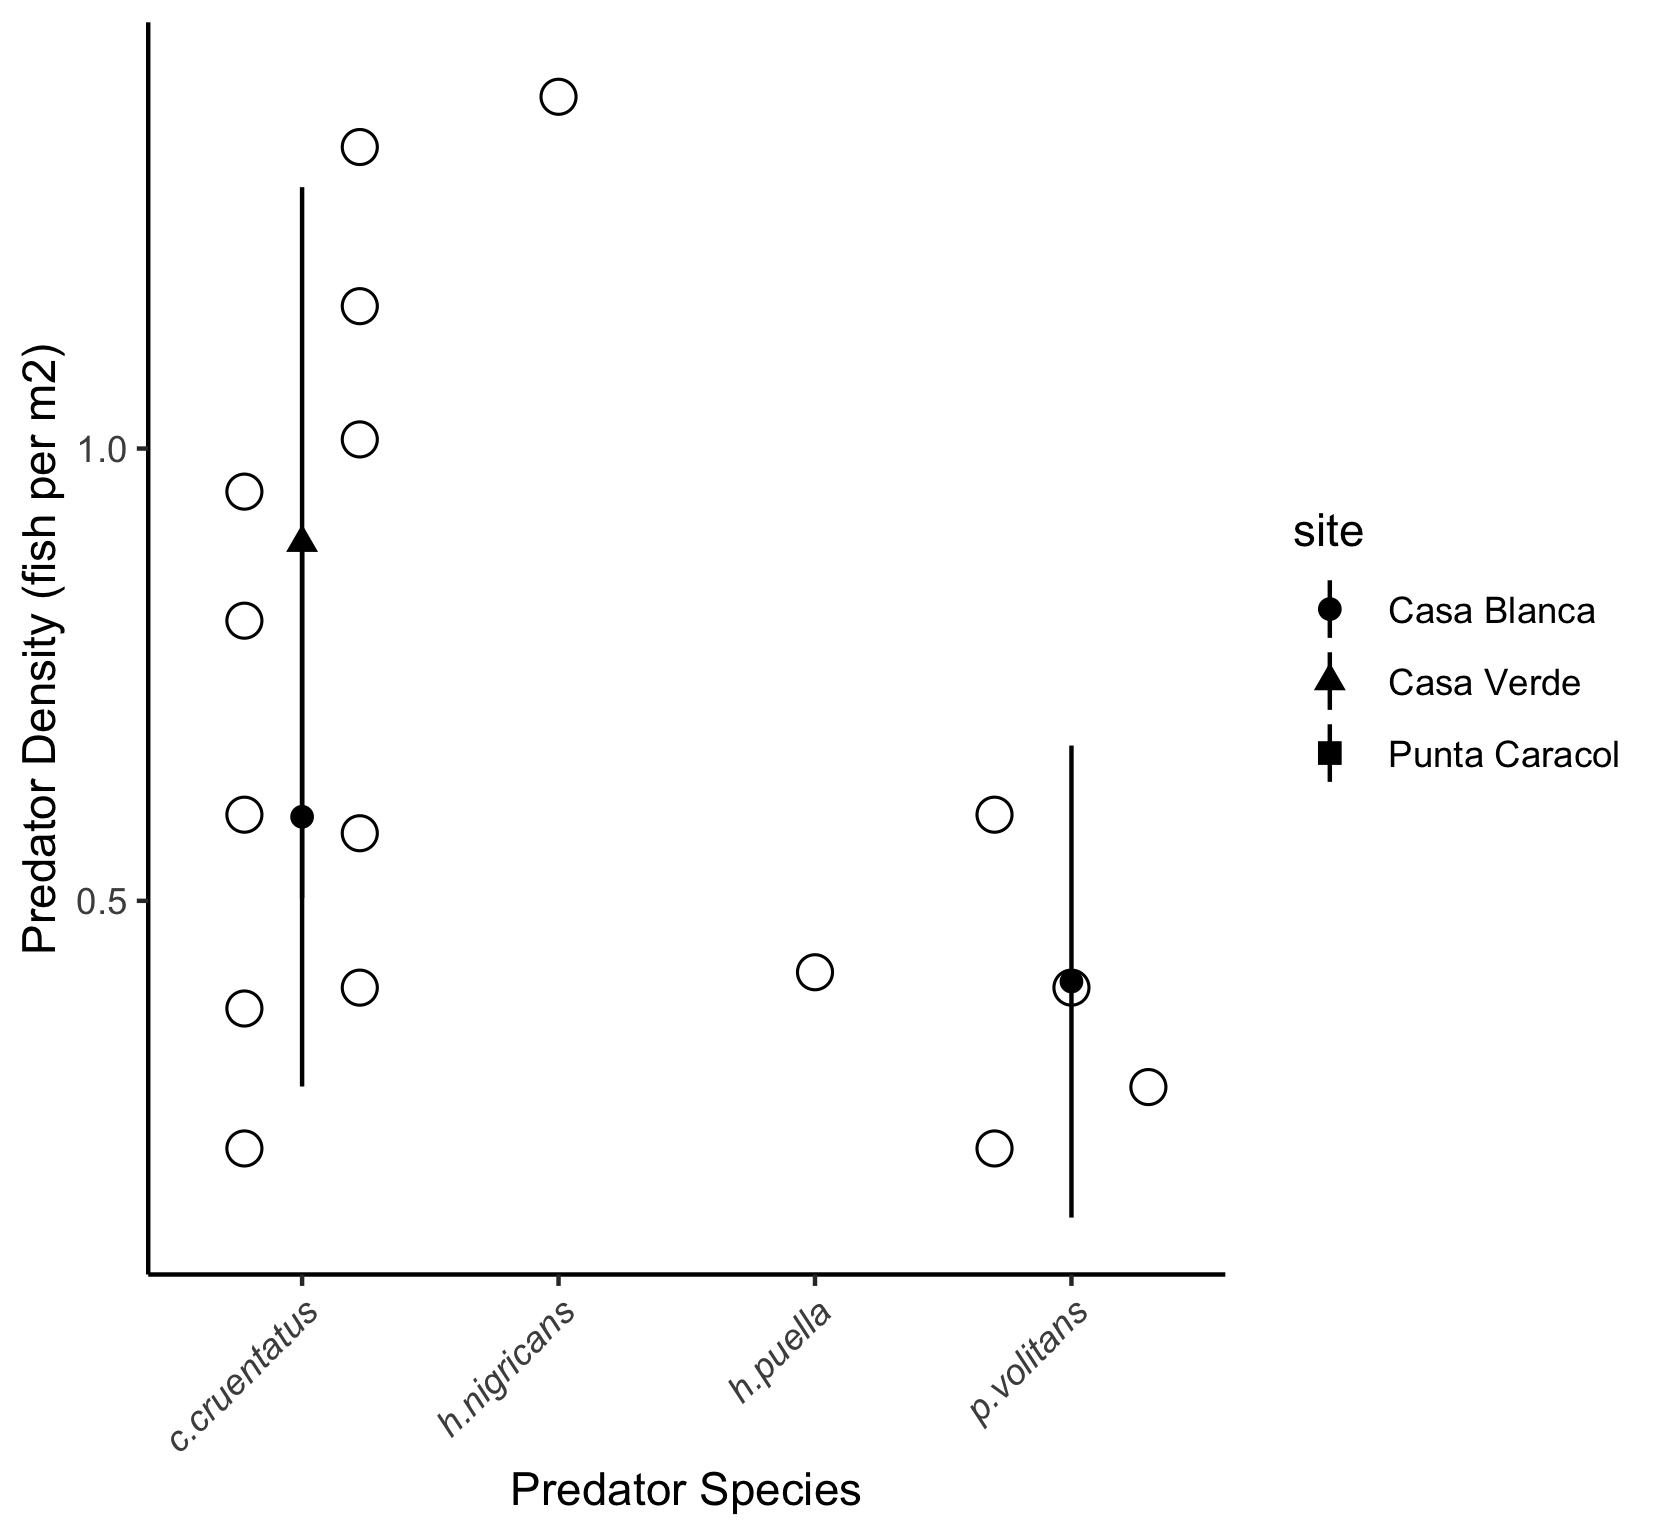 Predator Density (fish per m2)
1.0
0.5
c.cruentatus
h.nigricans
h.puella
p.volitans
Predator Species
site
Casa Blanca
Casa Verde
Punta Caracol